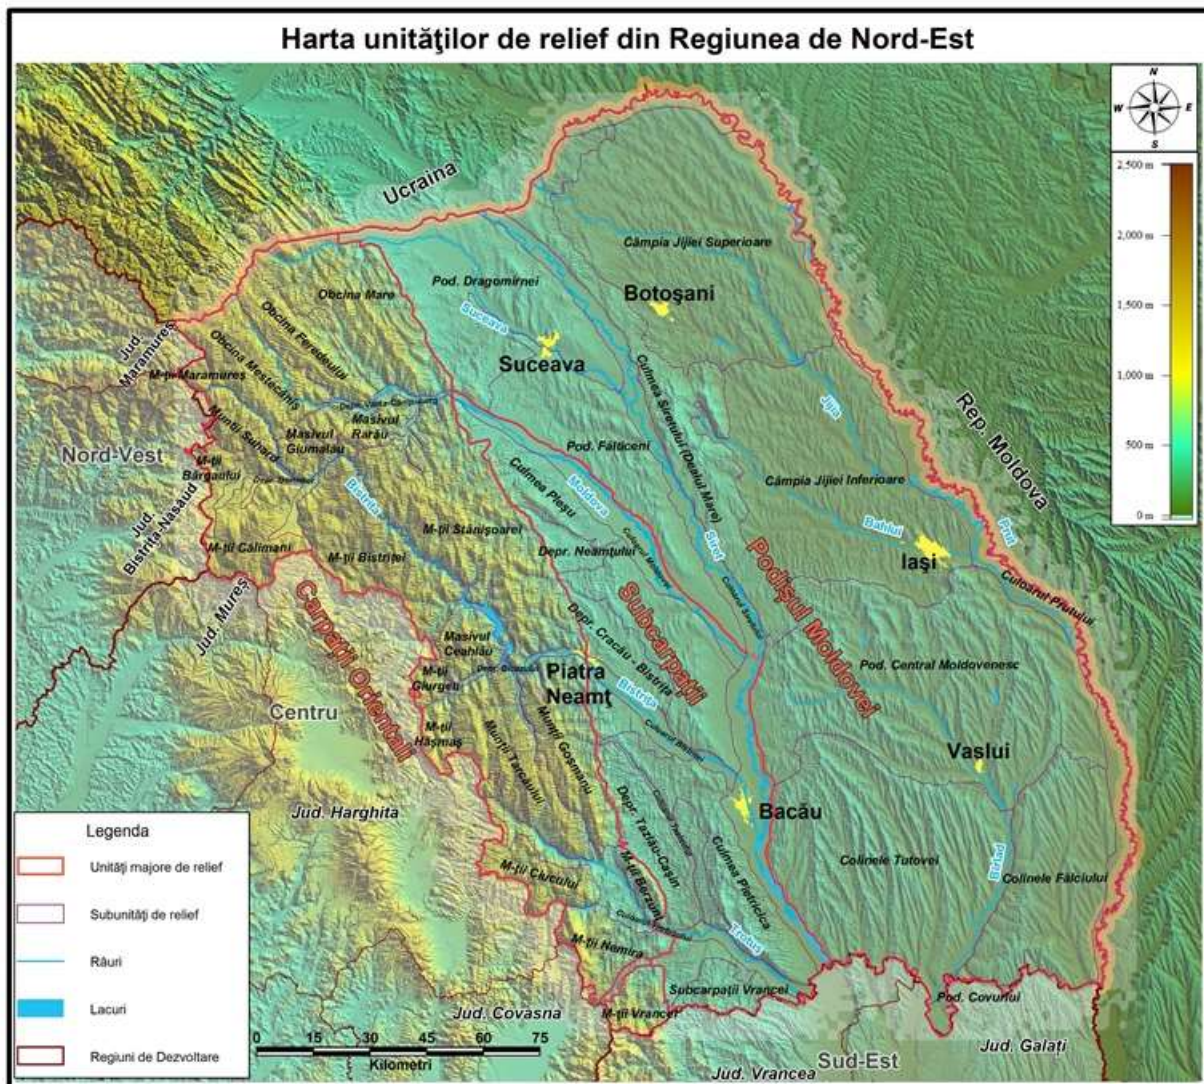 Harta unităţilor de relief din Regiunea de Nord-Est
N
W
E
S
2,500 m
2,000 m
1,500 m
1,000 m
500 m
0 m
Ucraina
Câmpia Jijiei Superioare
Pod. Dragomirnei
Obcina Mare
Botoşani
Suceava
Suceava
Obcina Feredeului
Jud.
Maramureş
Obcina Mestecăniş
M-ţii Maramureş
Culmea Siretului (Dealul Mare)
Jijia
Rep. Moldova
Masivul
Rarău
Masivul
Giumalau
Munţii Suhard
Nord-Vest
M-ţii
Bârgaului
Pod. Fălticeni
Culmea Pleşu
Moldova
Câmpia Jijiei Inferioare
Jud.
Bistriţa-Năsăud
Bistriţa
Siret
Bahlui
Prut
M-ţii Stânişoarei
M-ţii Călimani
M-ţii Bistriţei
Depr. Neamţului
Iaşi
Culoarul Prutului
Jud. Mureş
Carpaţii Orientali
Subcarpaţii
Podişul Moldovei
Depr. Cracău - Bistriţa
Masivul
Ceahlău
M-ţii
Giurgeu
Piatra
Neamţ
Bistriţa
Pod. Central Moldovenesc
Centru
M-ţii
Hăşmaş
Munţii Tarcăului
Munţii Goşmanu
Vaslui
Jud. Harghita
Bacău
Depr. Tazlău-Caşin
Culmea Pietricica
Colinele Tutovei
Bîrlad
Colinele Fălciului
M-ţii Ciucului
M-ţii Berzunţ
Trotuş
M-ţii Nemira
Subcarpaţii Vrancei
Pod. Covurlui
M-ţii Vrancei
Jud. Covasna
Jud. Galaţi
Sud-Est
Jud. Vrancea
Legenda
Unităţi majore de relief
Subunităţi de relief
Râuri
Lacuri
Regiuni de Dezvoltare
0 15 30 45 60 75
Kilometri